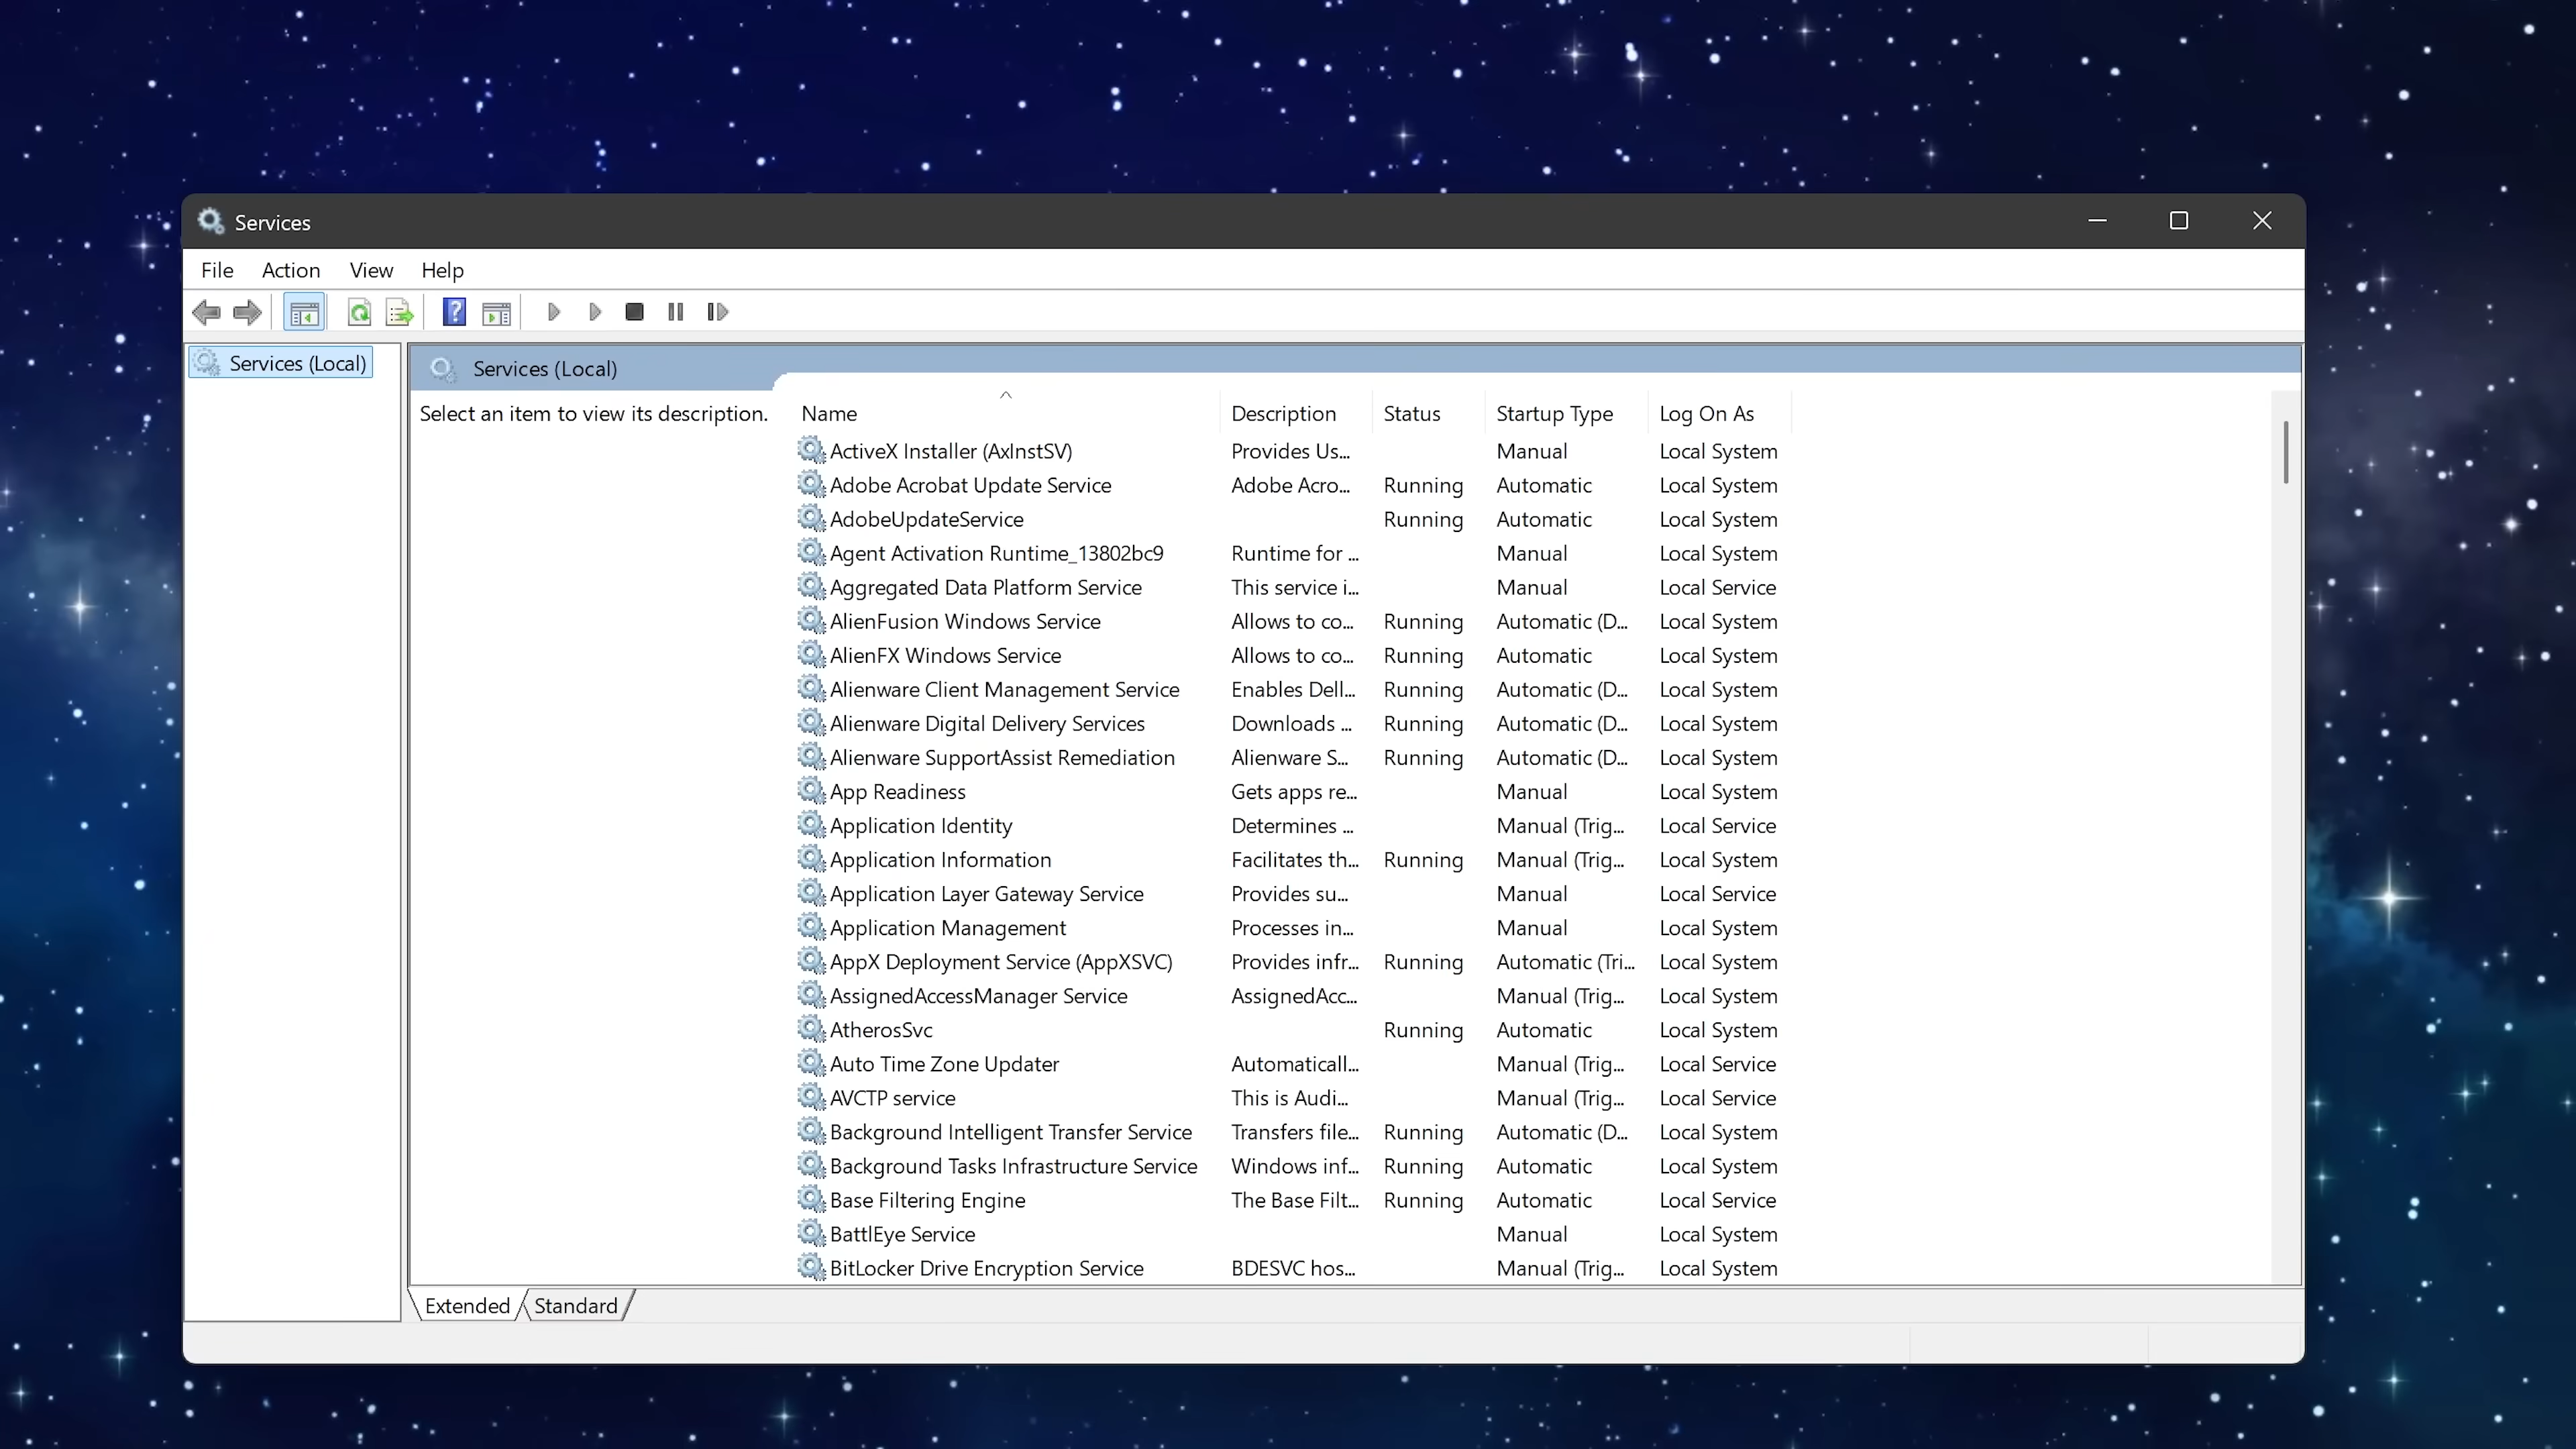 Services
File Action View Help
Services (Local)
Services (Local)
Select an item to view its description.
Name Description Status Startup Type Log On As
ActiveX Installer (AxInstSV) Provides Us... Manual Local System
Adobe Acrobat Update Service Adobe Acro... Running Automatic Local System
AdobeUpdateService Running Automatic Local System
Agent Activation Runtime_13802bc9 Runtime for ... Manual Local System
Aggregated Data Platform Service This service i... Manual Local Service
AlienFusion Windows Service Allows to co... Running Automatic (D... Local System
AlienFX Windows Service Allows to co... Running Automatic Local System
Alienware Client Management Service Enables Dell... Running Automatic (D... Local System
Alienware Digital Delivery Services Downloads ... Running Automatic (D... Local System
Alienware SupportAssist Remediation Alienware S... Running Automatic (D... Local System
App Readiness Gets apps re... Manual Local System
Application Identity Determines ... Manual (Trig... Local Service
Application Information Facilitates th... Running Manual (Trig... Local System
Application Layer Gateway Service Provides su... Manual Local Service
Application Management Processes in... Manual Local System
AppX Deployment Service (AppXSVC) Provides infr... Running Automatic (Tri... Local System
AssignedAccessManager Service AssignedAcc... Manual (Trig... Local System
AtherosSvc Running Automatic Local System
Auto Time Zone Updater Automaticall... Manual (Trig... Local Service
AVCTP service This is Audi... Manual (Trig... Local Service
Background Intelligent Transfer Service Transfers file... Running Automatic (D... Local System
Background Tasks Infrastructure Service Windows inf... Running Automatic Local System
Base Filtering Engine The Base Filt... Running Automatic Local Service
BattlEye Service Manual Local System
BitLocker Drive Encryption Service BDESVC hos... Manual (Trig... Local System
Extended Standard